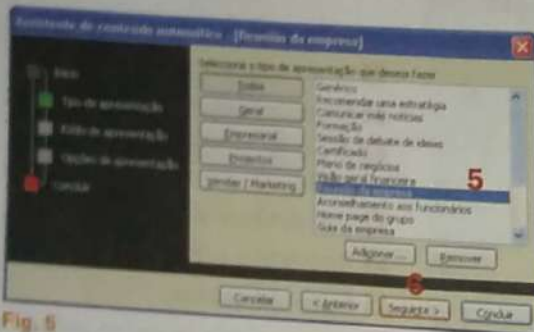 Assistente de conteúdo automático - [Reunião da empresa]
Início
Tipo de apresentação
Estilo de apresentação
Opções de apresentação
Concluir
Seleccione o tipo de apresentação que deseja fazer
Todos
Geral
Empresarial
Projectos
Vendas / Marketing
Genérico
Recomendar uma estratégia
Comunicar más notícias
Formação
Sessão de debate de ideias
Certificado
Plano de negócios
Visão geral financeira
Reunião da empresa
5
Aconselhamento aos funcionários
Home page do grupo
Guia da empresa
Adicionar ...
Remover
6
Cancelar
< Anterior
Seguinte >
Concluir
Fig. 5